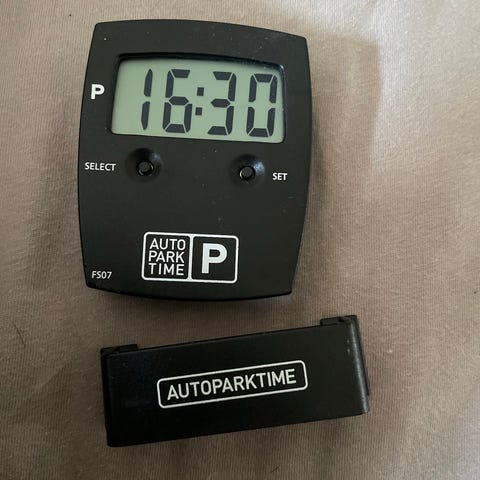 P
16:30
SELECT
SET
AUTO
PARK
TIME
P
FS07
AUTOPARKTIME